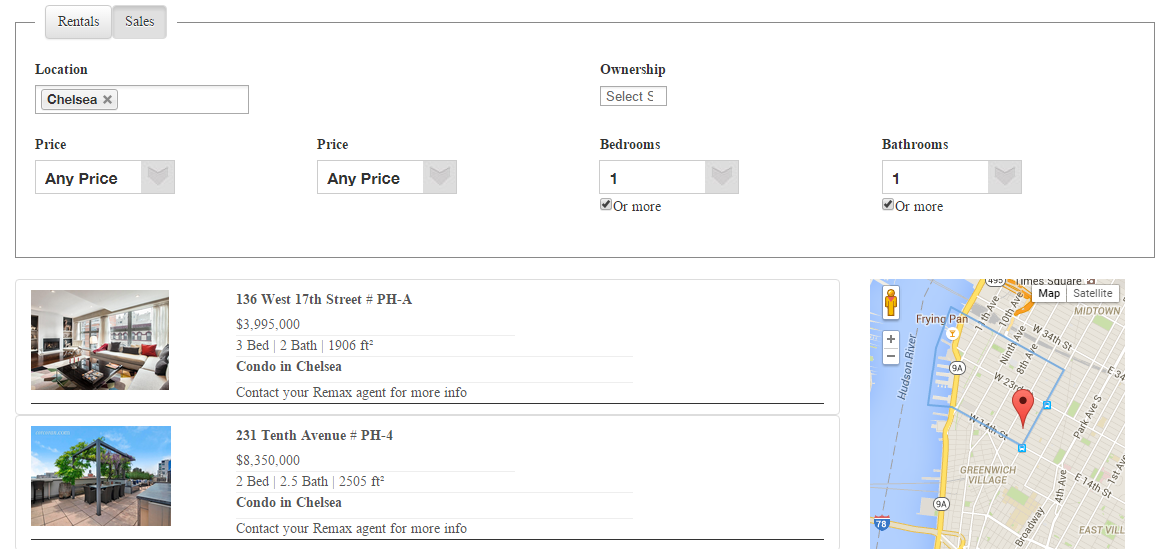 Rentals Sales
Location
Ownership
Chelsea ×
Select S
Price
Price
Bedrooms
Bathrooms
Any Price
Any Price
1
1
Or more
Or more
136 West 17th Street # PH-A
$3,995,000
3 Bed | 2 Bath | 1906 ft²
Condo in Chelsea
Contact your Remax agent for more info
231 Tenth Avenue # PH-4
$8,350,000
2 Bed | 2.5 Bath | 2505 ft²
Condo in Chelsea
Contact your Remax agent for more info
495
Times Square
Map Satellite
MIDTOWN
11th Ave
10th Ave
Frying Pan
W 34th St
Ninth Ave
8th Ave
Hudson River
+
−
9A
E 34
W 23rd
Park Ave S
W 14th St
GREENWICH
VILLAGE
4th Ave
E 14th St
1st Av
9A
78
Broadway
EAST VILL